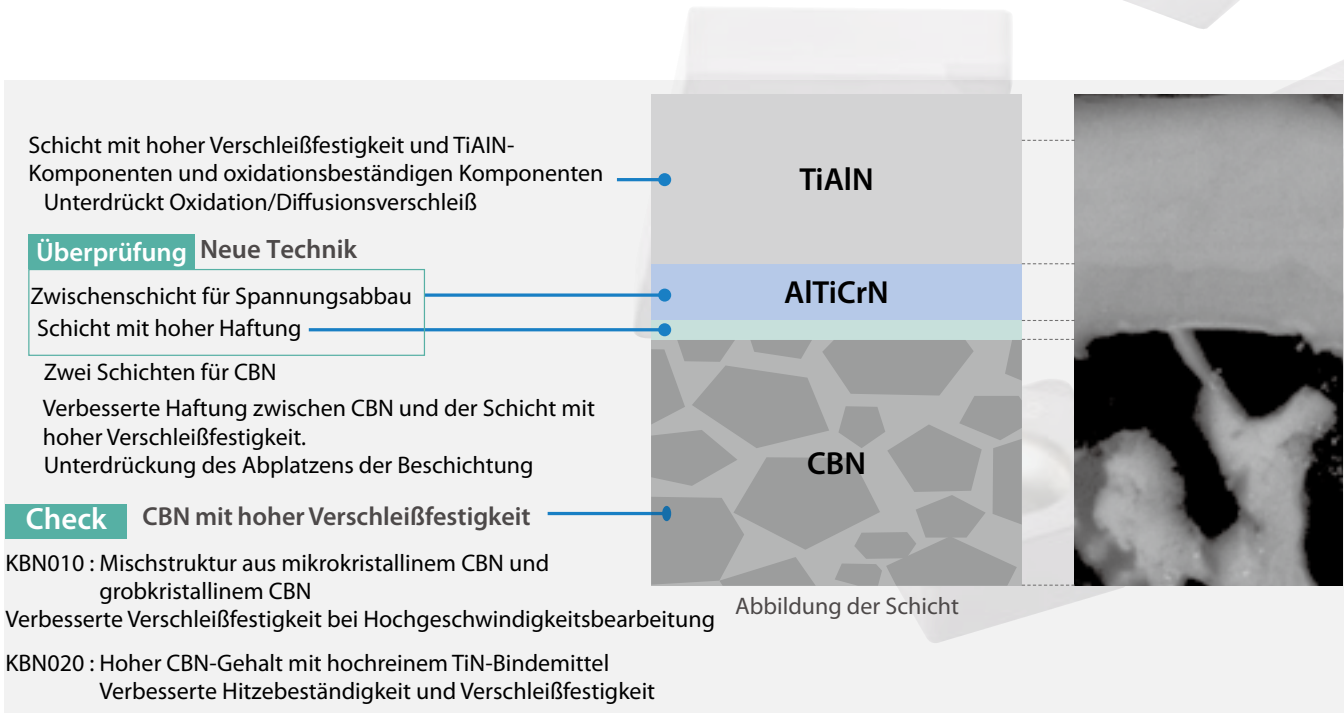 Schicht mit hoher Verschleißfestigkeit und TiAlN-
Komponenten und oxidationsbeständigen Komponenten
Unterdrückt Oxidation/Diffusionsverschleiß
Überprüfung Neue Technik
Zwischenschicht für Spannungsabbau
Schicht mit hoher Haftung
Zwei Schichten für CBN
Verbesserte Haftung zwischen CBN und der Schicht mit
hoher Verschleißfestigkeit.
Unterdrückung des Abplatzens der Beschichtung
Check CBN mit hoher Verschleißfestigkeit
KBN010 : Mischstruktur aus mikrokristallinem CBN und
grobkristallinem CBN
Verbesserte Verschleißfestigkeit bei Hochgeschwindigkeitsbearbeitung
KBN020 : Hoher CBN-Gehalt mit hochreinem TiN-Bindemittel
Verbesserte Hitzebeständigkeit und Verschleißfestigkeit
TiAlN
AlTiCrN
CBN
Abbildung der Schicht